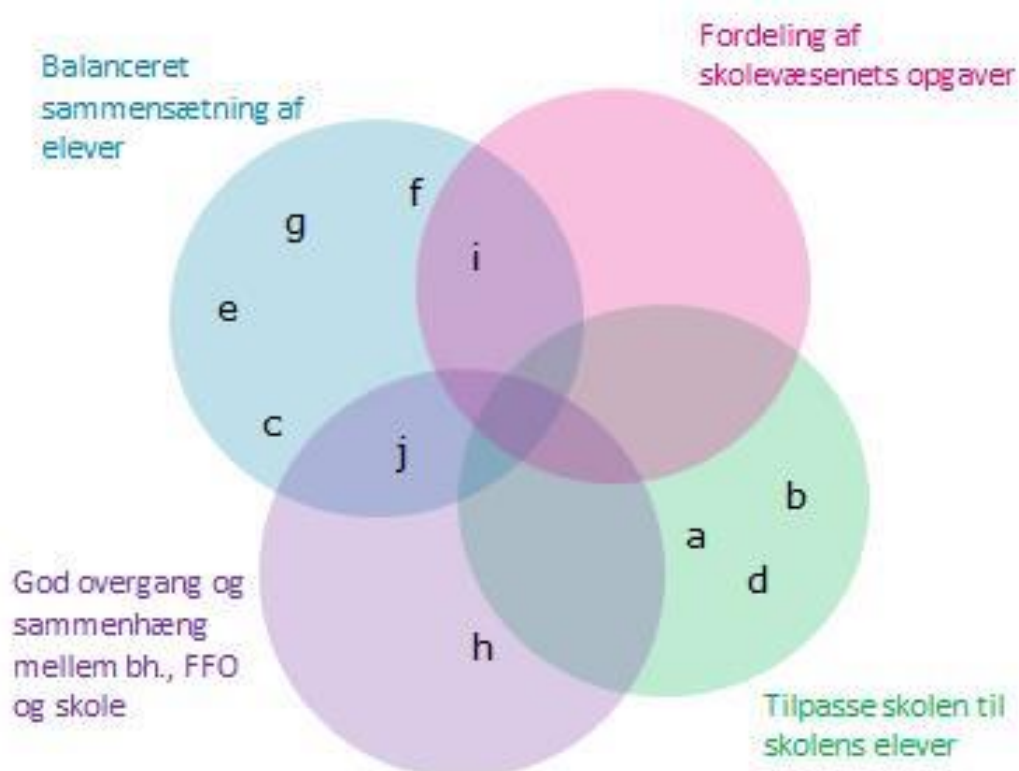 Balanceret
sammensætning af
elever
Fordeling af
skolevæsenets opgaver
f
g
i
e
c
j
b
a
d
h
God overgang og
sammenhæng
mellem bh., FFO
og skole
Tilpasse skolen til
skolens elever